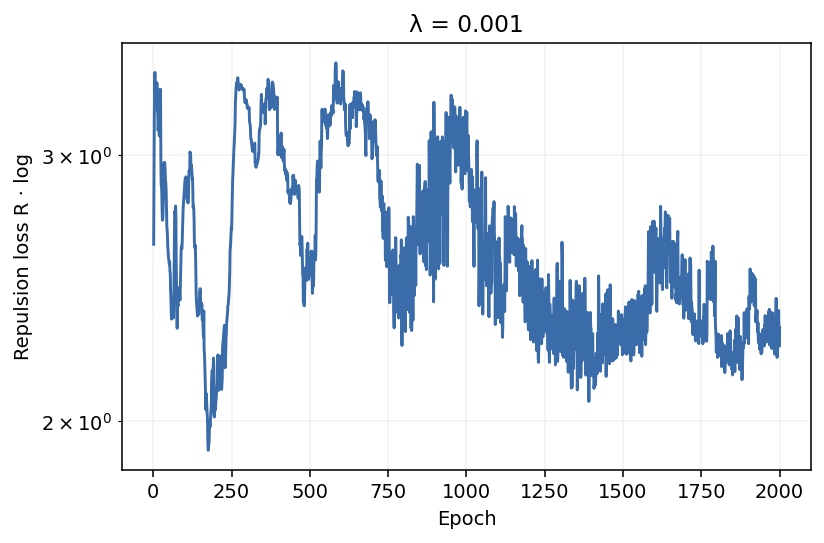 λ = 0.001
Repulsion loss R · log
3 × 10⁰
2 × 10⁰
0 250 500 750 1000 1250 1500 1750 2000
Epoch